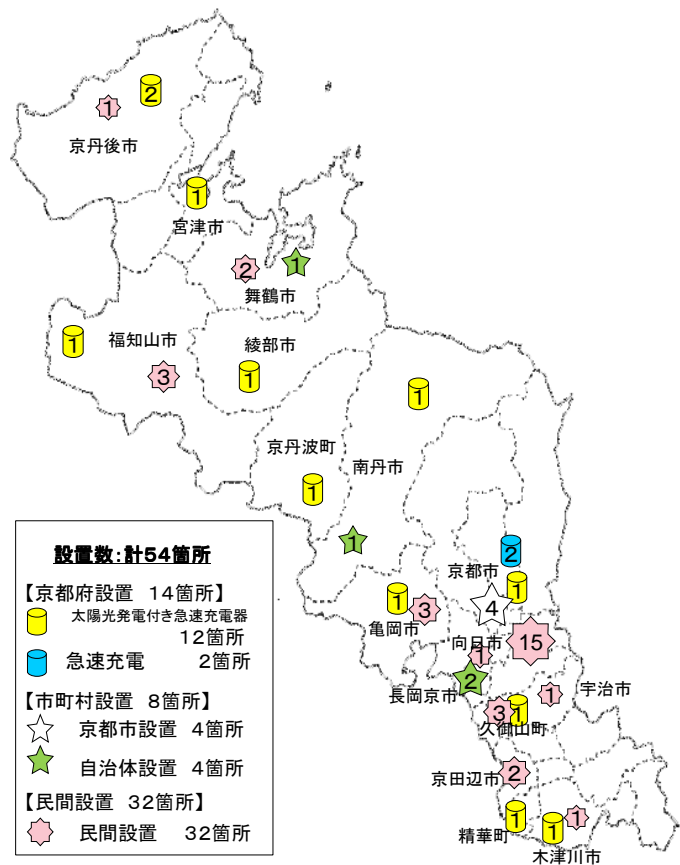 2
1
京丹後市
1
宮津市
2
1
舞鶴市
1
福知山市
綾部市
3
1
1
京丹波町
南丹市
1
1
設置数:計54箇所
【京都府設置 14箇所】
太陽光発電付き急速充電器
12箇所
急速充電 2箇所
【市町村設置 8箇所】
京都市設置 4箇所
自治体設置 4箇所
【民間設置 32箇所】
民間設置 32箇所
2
京都市
1
4
1
3
亀岡市
向日市
15
1
2
長岡京市
1
宇治市
3
1
久御山町
京田辺市
2
1
精華町
1
1
木津川市